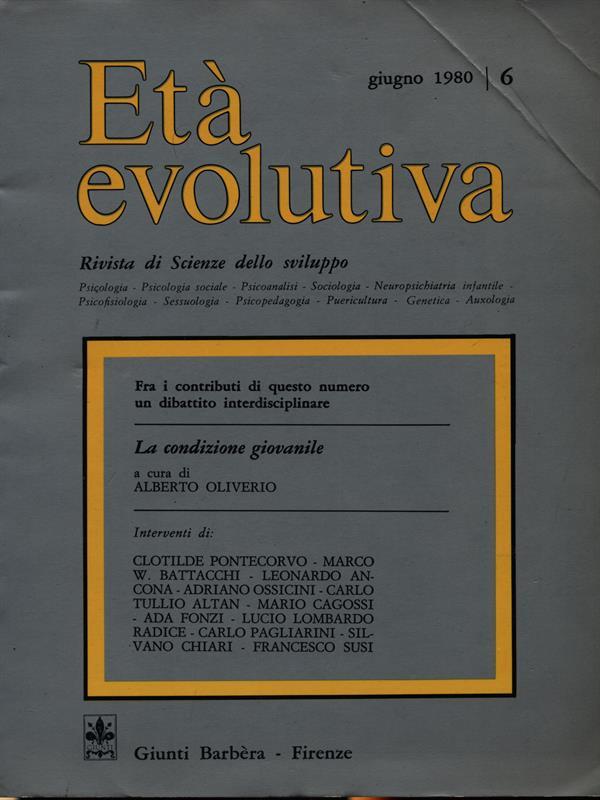 giugno 1980 | 6
Età
evolutiva
Rivista di Scienze dello sviluppo
Psicologia - Psicologia sociale - Psicoanalisi - Sociologia - Neuropsichiatria infantile -
Psicofisiologia - Sessuologia - Psicopedagogia - Puericultura - Genetica - Auxologia
Fra i contributi di questo numero
un dibattito interdisciplinare
La condizione giovanile
a cura di
ALBERTO OLIVERIO
Interventi di:
CLOTILDE PONTECORVO - MARCO
W. BATTACCHI - LEONARDO AN-
CONA - ADRIANO OSSICINI - CARLO
TULLIO ALTAN - MARIO CAGOSSI
- ADA FONZI - LUCIO LOMBARDO
RADICE - CARLO PAGLIARINI - SIL-
VANO CHIARI - FRANCESCO SUSI
Giunti Barbèra - Firenze